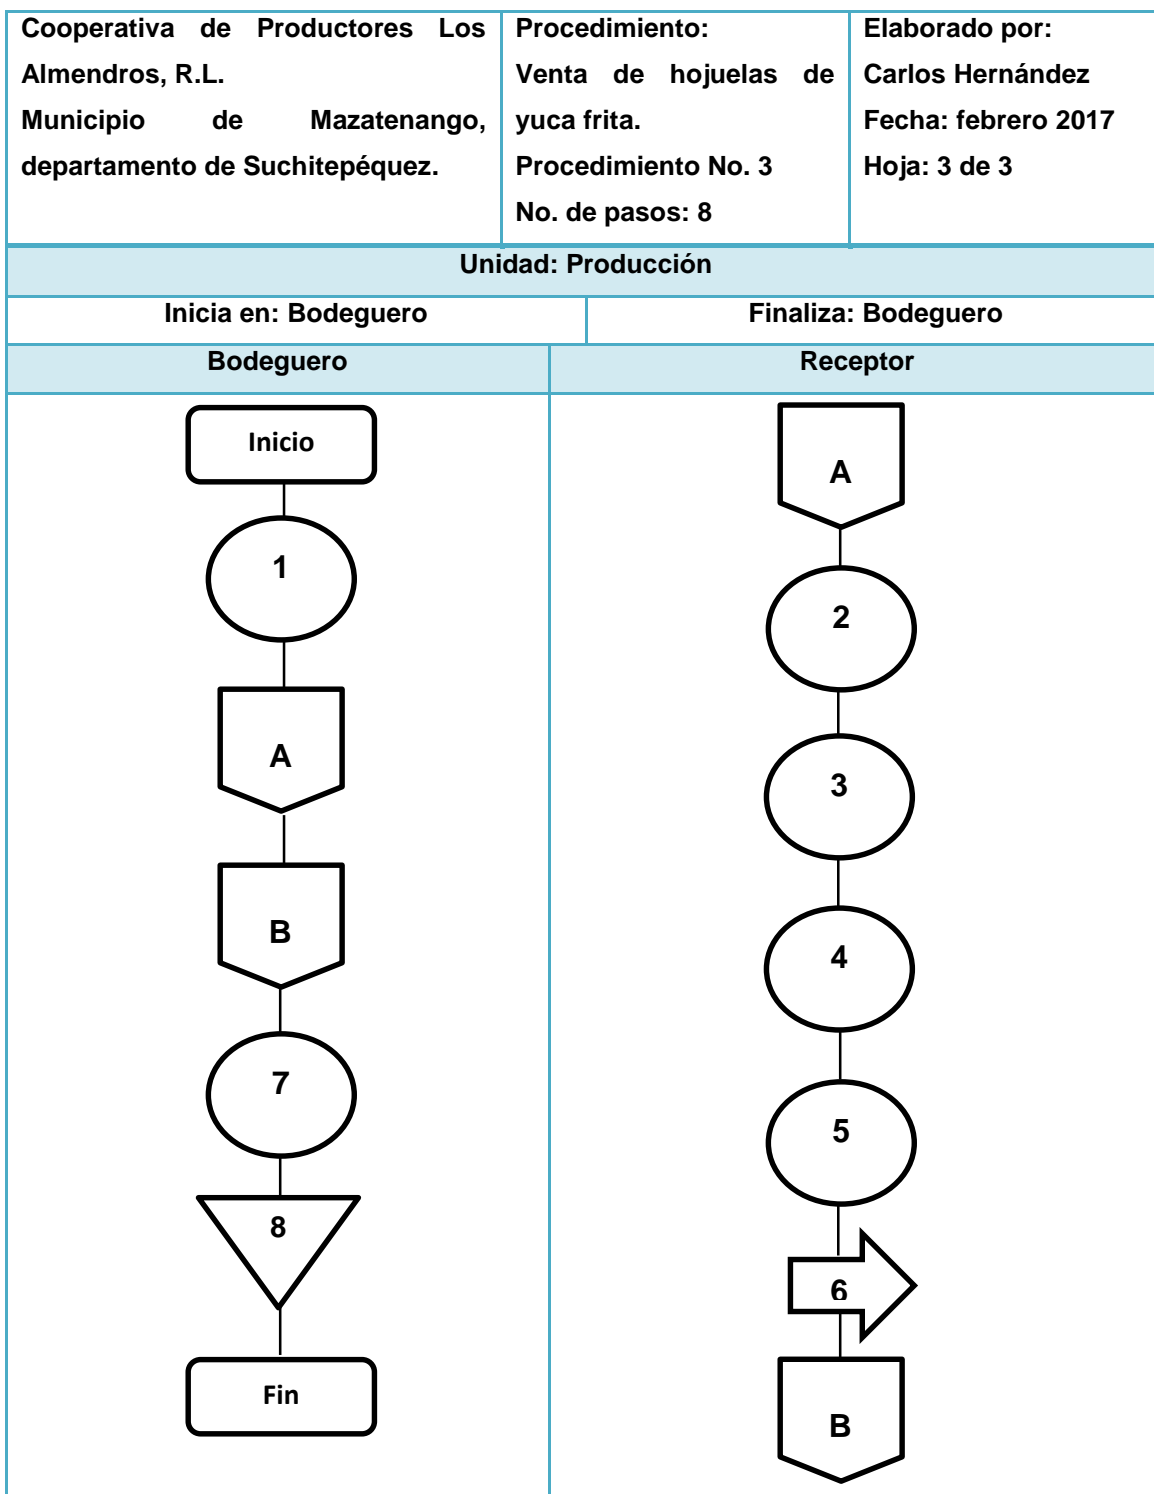 Cooperativa de Productores Los
Almendros, R.L.
Municipio de Mazatenango,
departamento de Suchitepéquez.
Procedimiento:
Venta de hojuelas de
yuca frita.
Procedimiento No. 3
No. de pasos: 8
Elaborado por:
Carlos Hernández
Fecha: febrero 2017
Hoja: 3 de 3
Unidad: Producción
Inicia en: Bodeguero
Finaliza: Bodeguero
Bodeguero
Receptor
Inicio
1
A
B
7
8
Fin
A
2
3
4
5
6
B